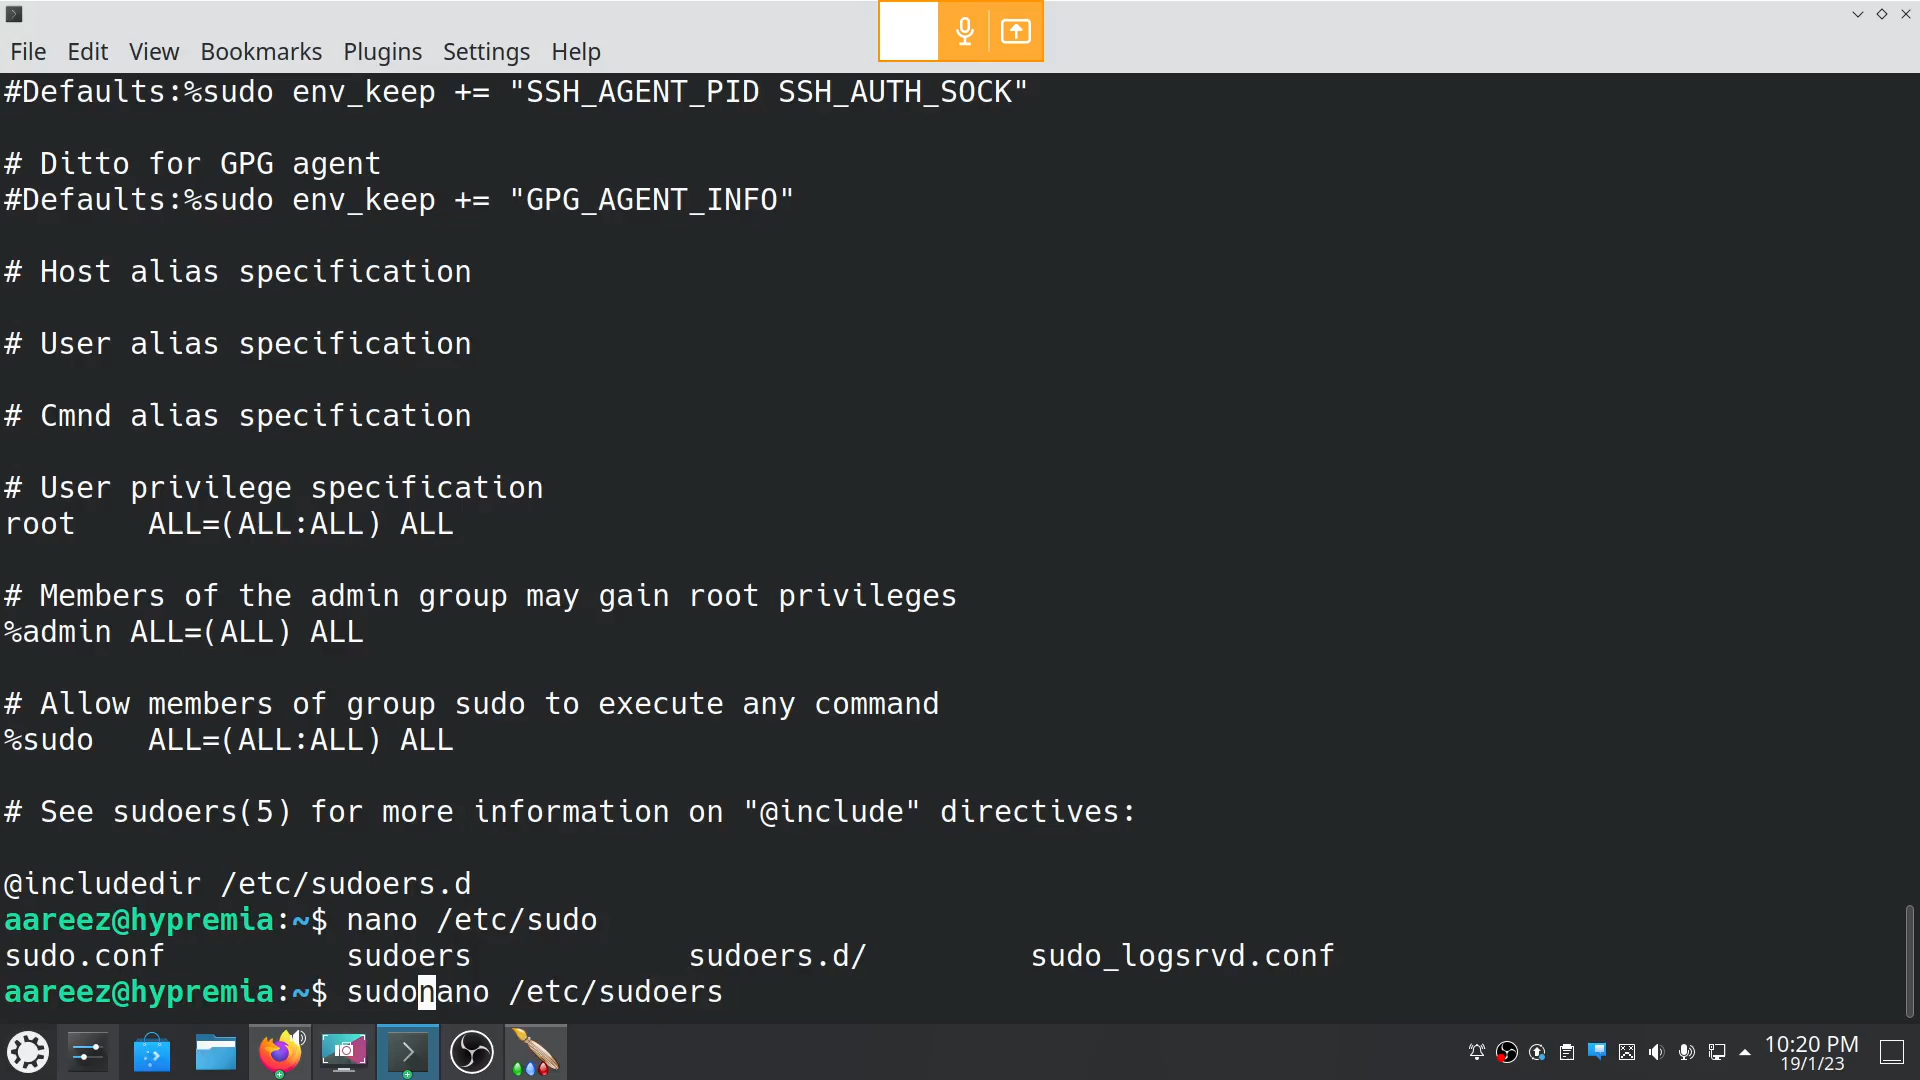 File Edit View Bookmarks Plugins Settings Help
#Defaults:%sudo env_keep += "SSH_AGENT_PID SSH_AUTH_SOCK"
# Ditto for GPG agent
#Defaults:%sudo env_keep += "GPG_AGENT_INFO"
# Host alias specification
# User alias specification
# Cmnd alias specification
# User privilege specification
root    ALL=(ALL:ALL) ALL
# Members of the admin group may gain root privileges
%admin ALL=(ALL) ALL
# Allow members of group sudo to execute any command
%sudo   ALL=(ALL:ALL) ALL
# See sudoers(5) for more information on "@include" directives:
@includedir /etc/sudoers.d
aareez@hypremia:~$ nano /etc/sudo
sudo.conf          sudoers            sudoers.d/         sudo_logsrvd.conf
aareez@hypremia:~$ sudonano /etc/sudoers
10:20 PM
19/1/23